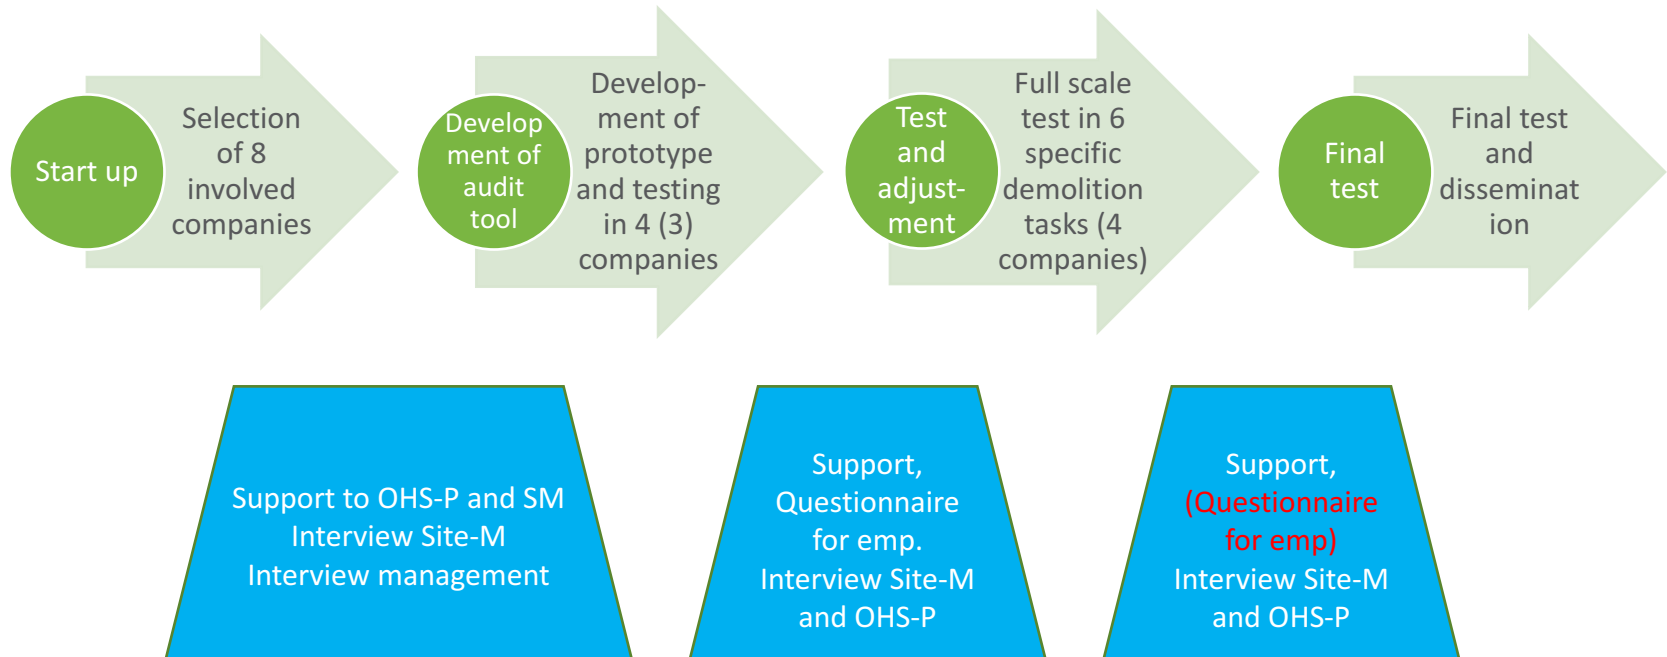 Start up
Selection
of 8
involved
companies
Develop
ment of
audit
tool
Develop-
ment of
prototype
and testing
in 4 (3)
companies
Test
and
adjust-
ment
Full scale
test in 6
specific
demolition
tasks (4
companies)
Final
test
Final test
and
disseminat
ion
Support to OHS-P and SM
Interview Site-M
Interview management
Support,
Questionnaire
for emp.
Interview Site-M
and OHS-P
Support,
(Questionnaire
for emp)
Interview Site-M
and OHS-P